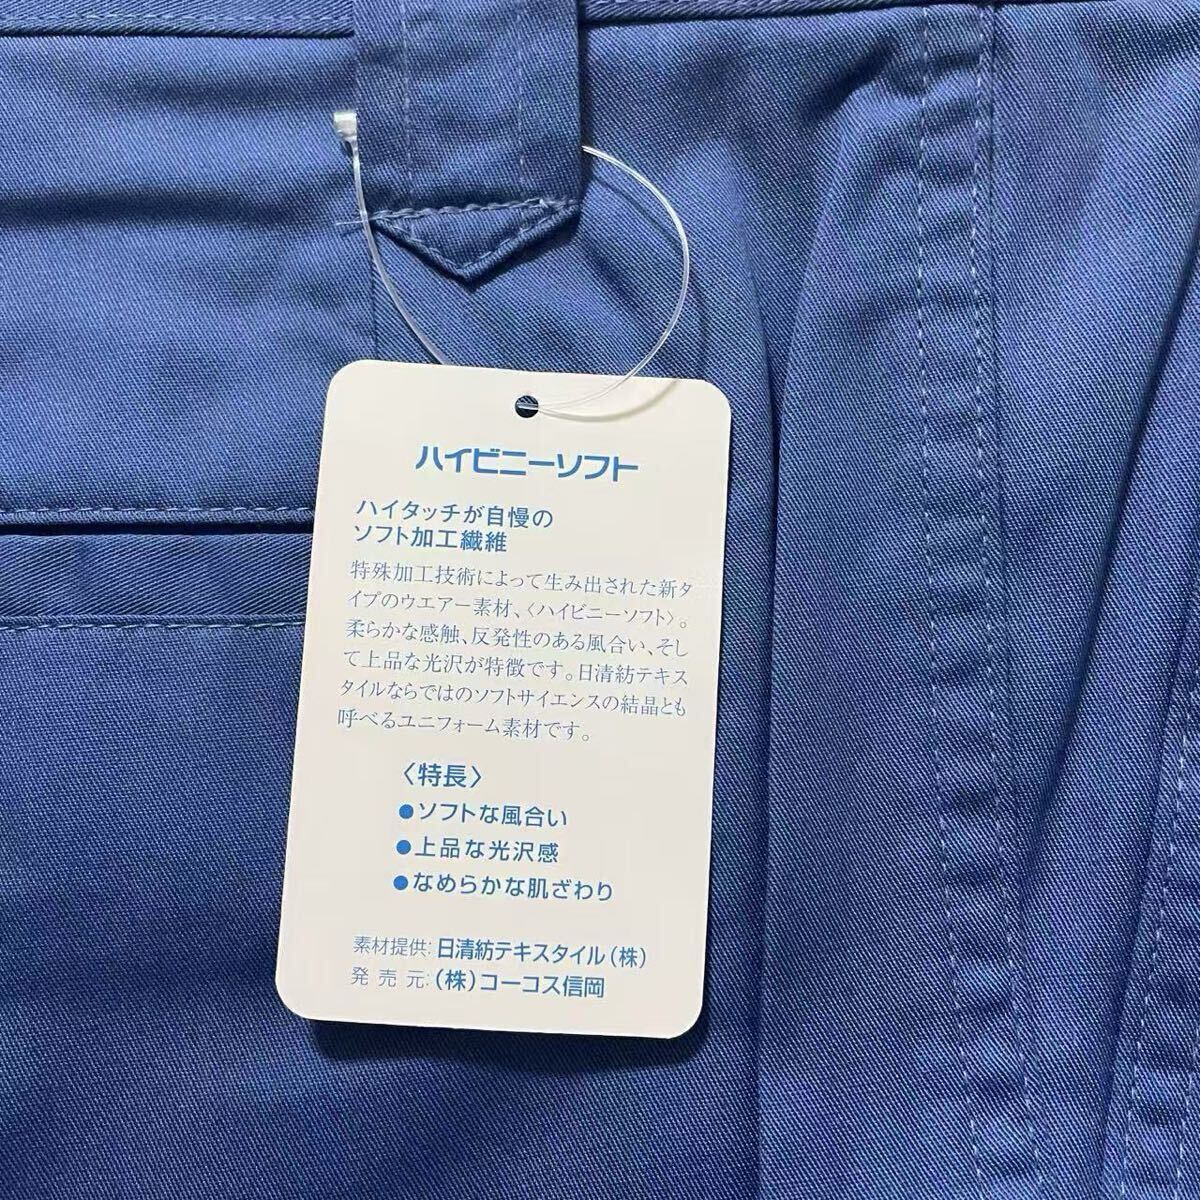 ハイビニーソフト
ハイタッチが自慢の
ソフト加工繊維
特殊加工技術によって生み出された新タ
イプのウエアー素材、〈ハイビニーソフト〉。
柔らかな感触、反発性のある風合い、そし
て上品な光沢が特徴です。日清紡テキス
タイルならではのソフトサイエンスの結晶とも
呼べるユニフォーム素材です。
〈特長〉
●ソフトな風合い
●上品な光沢感
●なめらかな肌ざわり
素材提供:日清紡テキスタイル(株)
発売元:(株)コーコス信岡